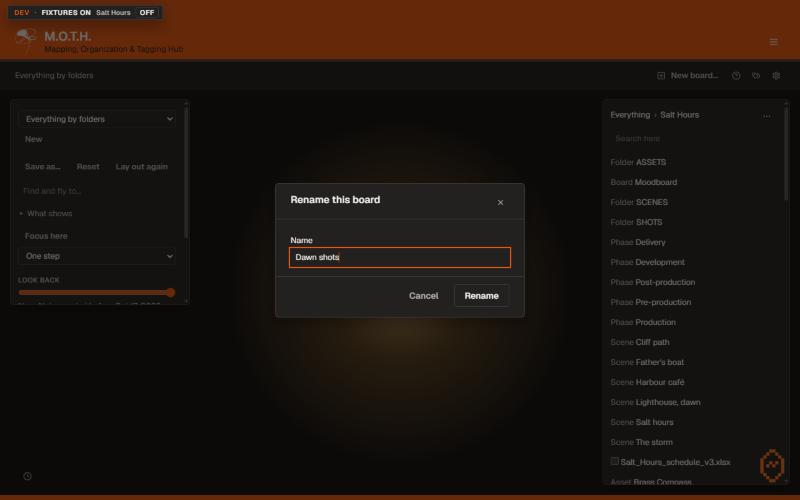 DEV · FIXTURES ON Salt Hours OFF
M.O.T.H.
Mapping, Organization & Tagging Hub
Everything by folders
New board...
Everything by folders
New
Save as... Reset Lay out again
Find and fly to...
What shows
Focus here
One step
LOOK BACK
Rename this board
Name
Dawn shots
Cancel Rename
Everything › Salt Hours ...
Search here
Folder ASSETS
Board Moodboard
Folder SCENES
Folder SHOTS
Phase Delivery
Phase Development
Phase Post-production
Phase Pre-production
Phase Production
Scene Cliff path
Scene Father's boat
Scene Harbour café
Scene Lighthouse, dawn
Scene Salt hours
Scene The storm
Salt_Hours_schedule_v3.xlsx
Asset Brass Compass